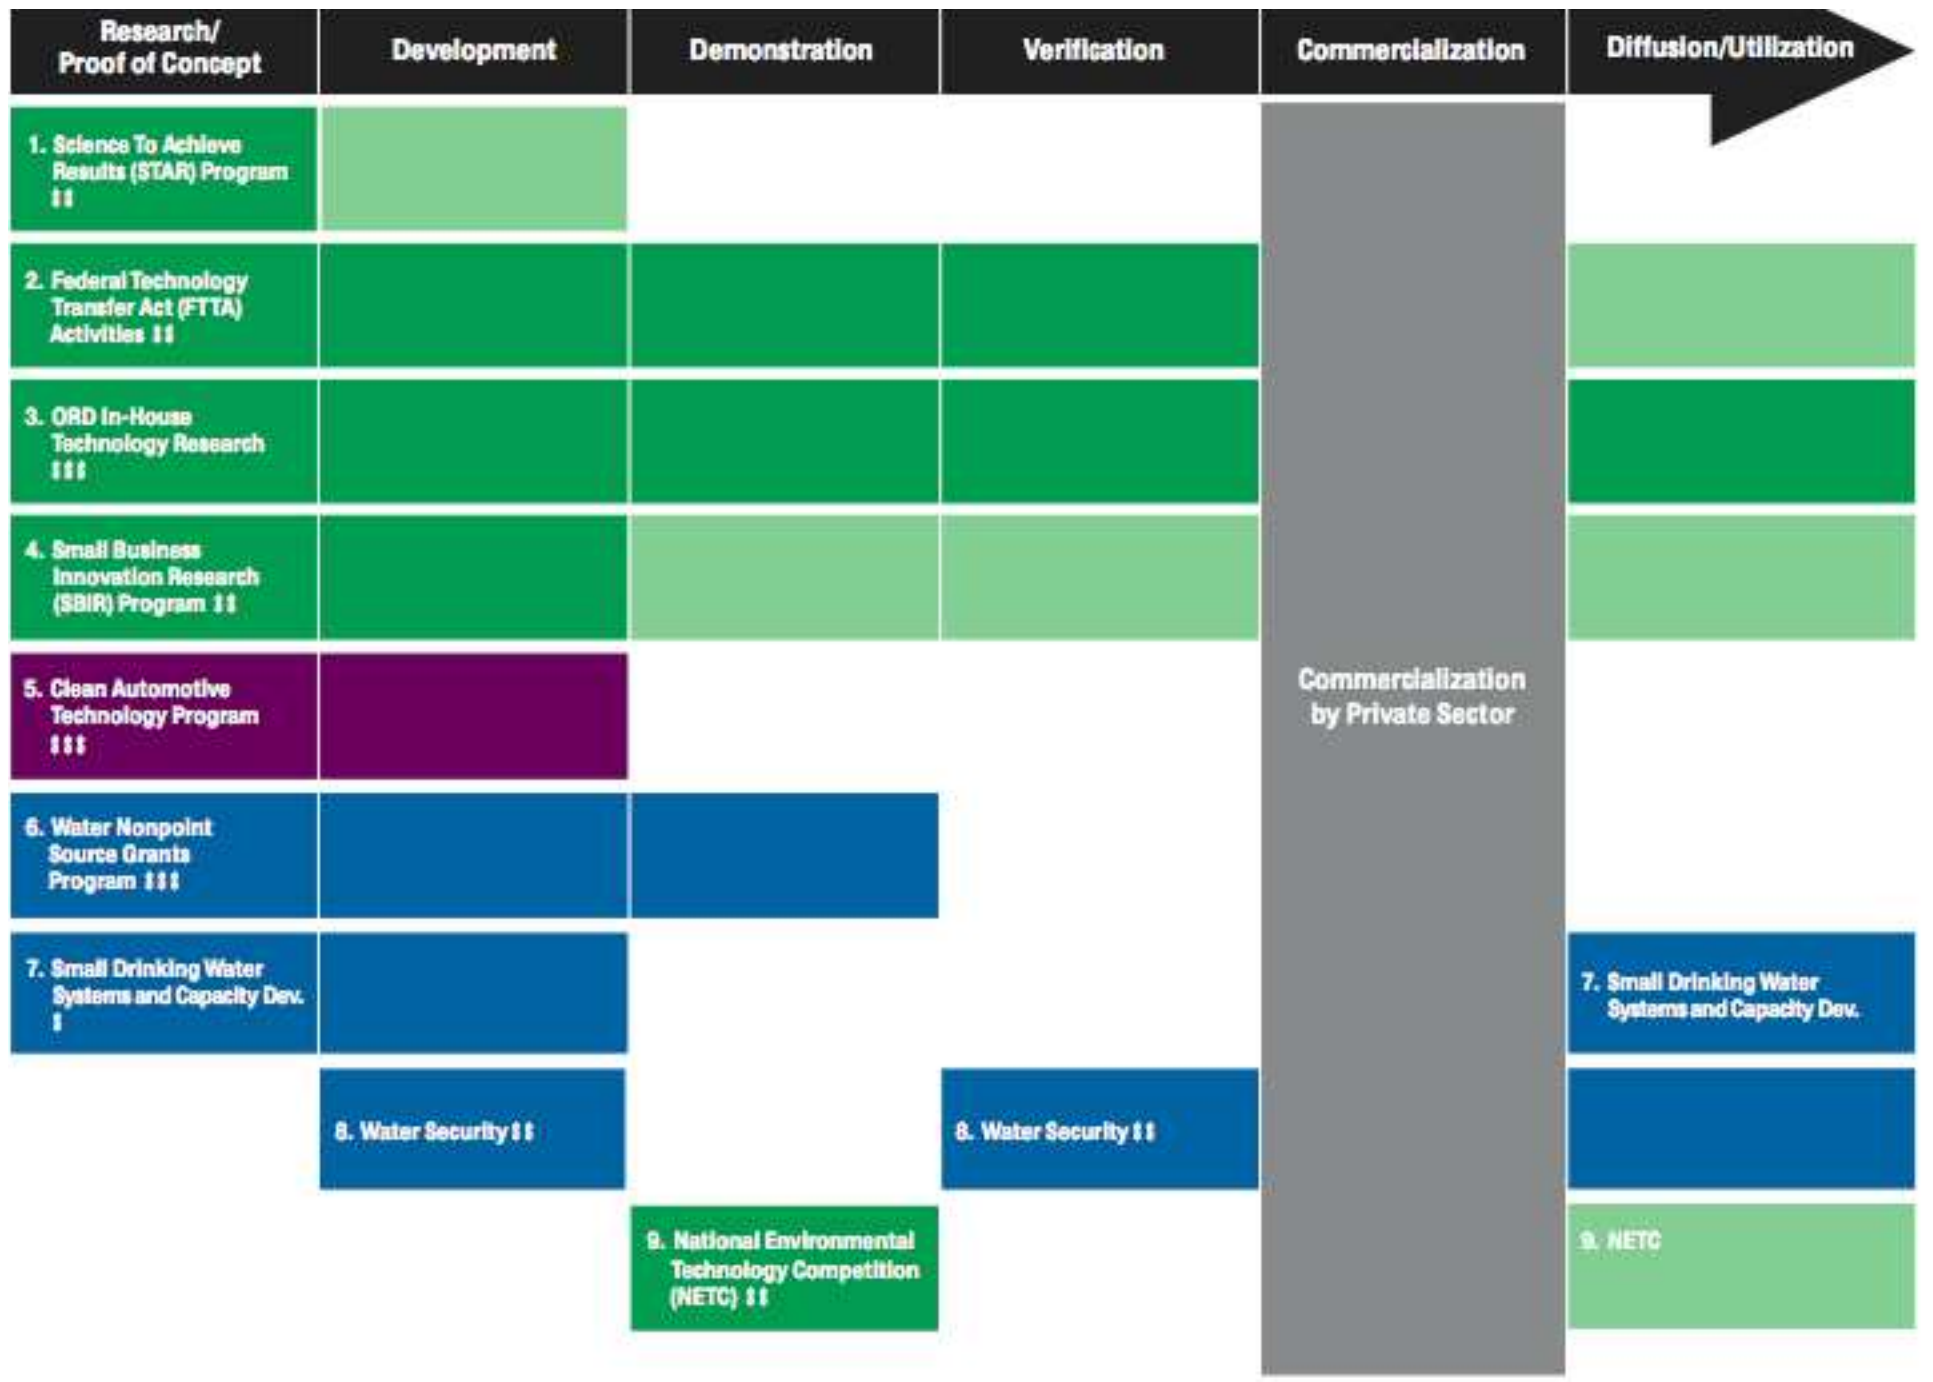 Research/
Proof of Concept
Development
Demonstration
Verification
Commercialization
Diffusion/Utilization
1. Science To Achieve
Results (STAR) Program
$$
2. Federal Technology
Transfer Act (FTTA)
Activities $$
3. ORD In-House
Technology Research
$$$
4. Small Business
Innovation Research
(SBIR) Program $$
5. Clean Automotive
Technology Program
$$$
Commercialization
by Private Sector
6. Water Nonpoint
Source Grants
Program $$$
7. Small Drinking Water
Systems and Capacity Dev.
$
7. Small Drinking Water
Systems and Capacity Dev.
8. Water Security $$
8. Water Security $$
9. National Environmental
Technology Competition
(NETC) $$
9. NETC